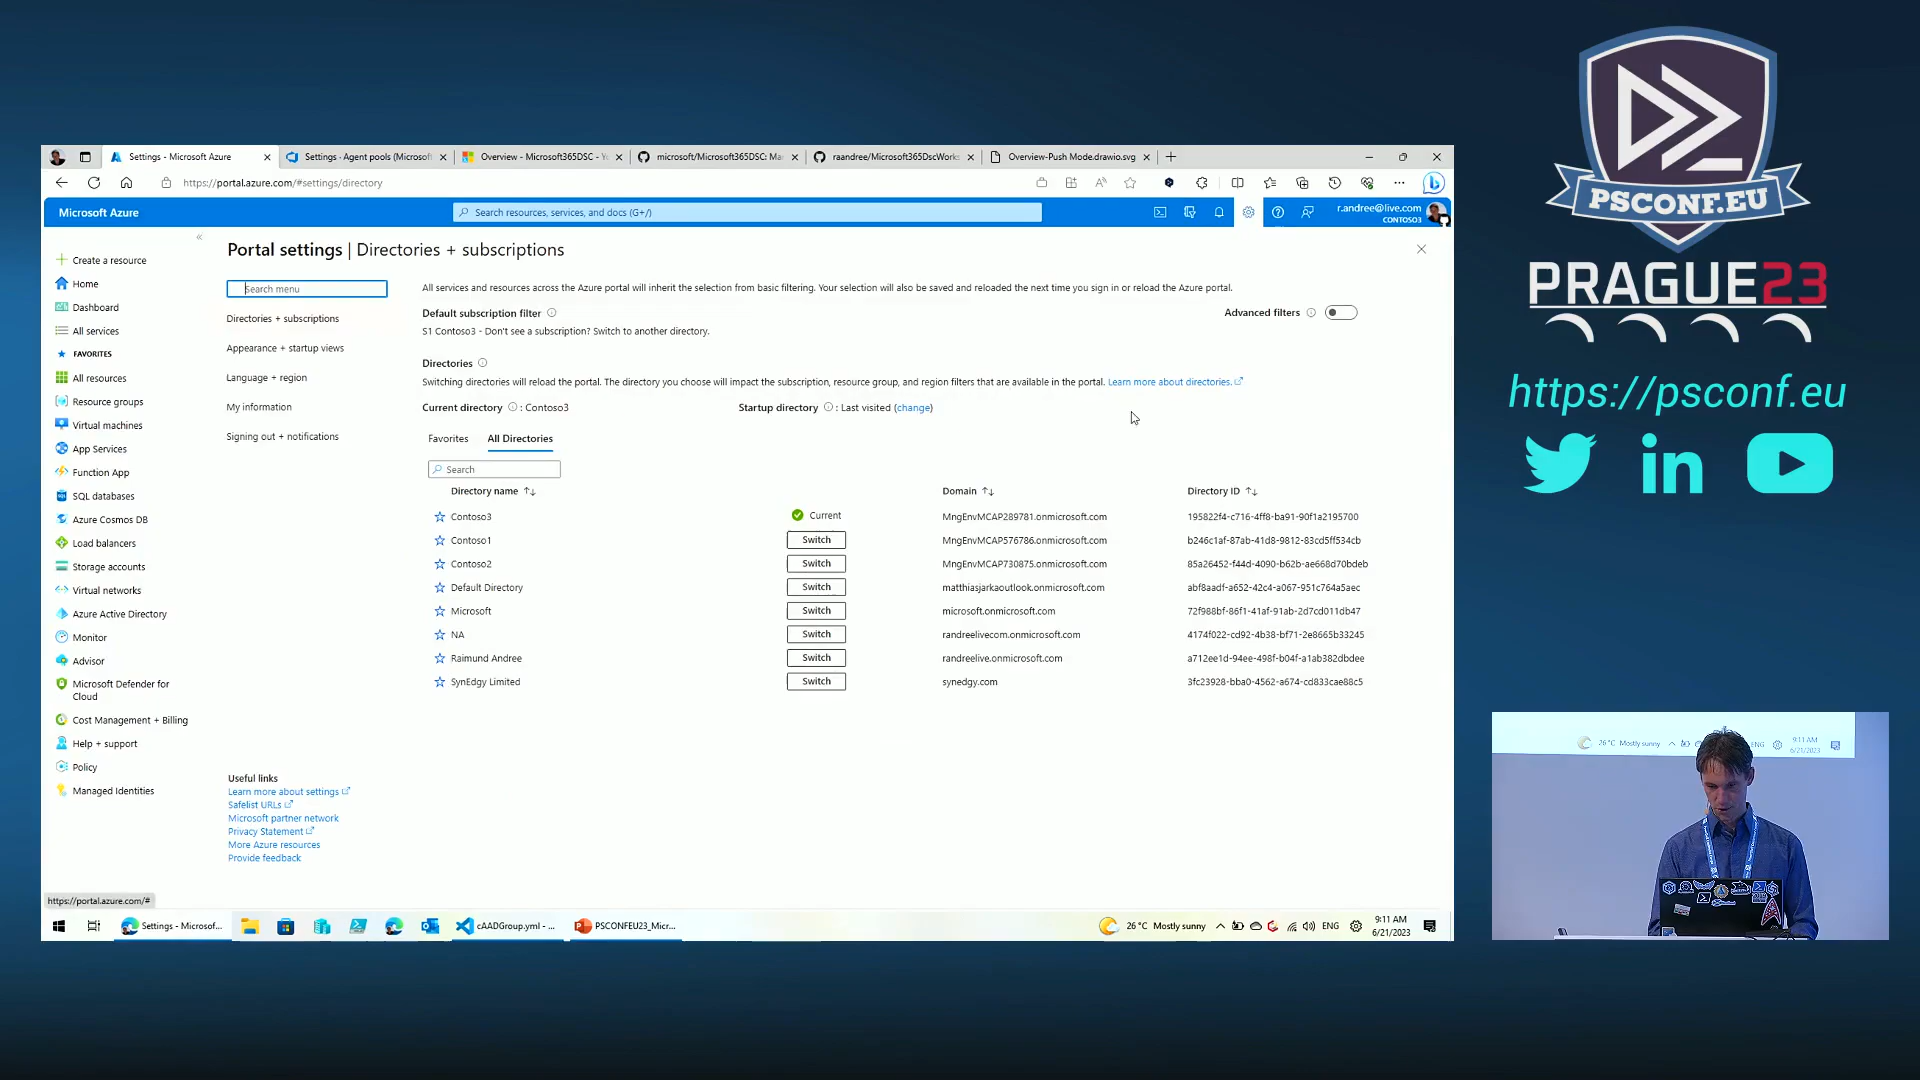 Settings - Microsoft Azure
Settings · Agent pools (Microsof
Overview - Microsoft365DSC - Yo
microsoft/Microsoft365DSC: Ma
raandree/Microsoft365DscWorks
Overview-Push Mode.drawio.svg
https://portal.azure.com/#settings/directory
Microsoft Azure
Search resources, services, and docs (G+/)
r.andree@live.com
CONTOSO3
Create a resource
Home
Dashboard
All services
FAVORITES
All resources
Resource groups
Virtual machines
App Services
Function App
SQL databases
Azure Cosmos DB
Load balancers
Storage accounts
Virtual networks
Azure Active Directory
Monitor
Advisor
Microsoft Defender for
Cloud
Cost Management + Billing
Help + support
Policy
Managed Identities
Portal settings | Directories + subscriptions
Search menu
Directories + subscriptions
Appearance + startup views
Language + region
My information
Signing out + notifications
Useful links
Learn more about settings
Safelist URLs
Microsoft partner network
Privacy Statement
More Azure resources
Provide feedback
All services and resources across the Azure portal will inherit the selection from basic filtering. Your selection will also be saved and reloaded the next time you sign in or reload the Azure portal.
Default subscription filter
Advanced filters
S1 Contoso3 - Don't see a subscription? Switch to another directory.
Directories
Switching directories will reload the portal. The directory you choose will impact the subscription, resource group, and region filters that are available in the portal. Learn more about directories.
Current directory : Contoso3
Startup directory : Last visited (change)
Favorites All Directories
Search
Directory name Domain Directory ID
Contoso3 Current MngEnvMCAP289781.onmicrosoft.com 195822f4-c716-4ff8-ba91-90f1a2195700
Contoso1 Switch MngEnvMCAP576786.onmicrosoft.com b246c1af-87ab-41d8-9812-83cd5ff534cb
Contoso2 Switch MngEnvMCAP730875.onmicrosoft.com 85a26452-f44d-4090-b62b-ae668d70bdeb
Default Directory Switch matthiasjarkaoutlook.onmicrosoft.com abf8aadf-a652-42c4-a067-951c764a5aec
Microsoft Switch microsoft.onmicrosoft.com 72f988bf-86f1-41af-91ab-2d7cd011db47
NA Switch randreelivecom.onmicrosoft.com 4174f022-cd92-4b38-bf71-2e8665b33245
Raimund Andree Switch randreelive.onmicrosoft.com a712ee1d-94ee-498f-b04f-a1ab382dbdee
SynEdgy Limited Switch synedgy.com 3fc23928-bba0-4562-a674-cd833cae88c5
https://portal.azure.com/#
Settings - Microsof...
cAADGroup.yml - ...
PSCONFEU23_Micr...
26°C Mostly sunny
ENG
9:11 AM
6/21/2023
PSCONF.EU
PRAGUE23
https://psconf.eu
in
26°C Mostly sunny
ENG
9:11 AM
6/21/2023